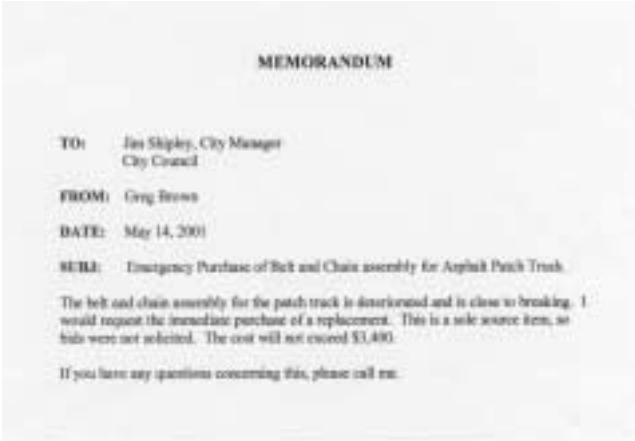 MEMORANDUM
TO: Jim Shipley, City Manager
City Council
FROM: Greg Brown
DATE: May 14, 2001
SUBJ: Emergency Purchase of Belt and Chain assembly for Asphalt Patch Truck.
The belt and chain assembly for the patch truck is deteriorated and is close to breaking. I
would request the immediate purchase of a replacement. This is a sole source item, so
bids were not solicited. The cost will not exceed $3,400.
If you have any questions concerning this, please call me.